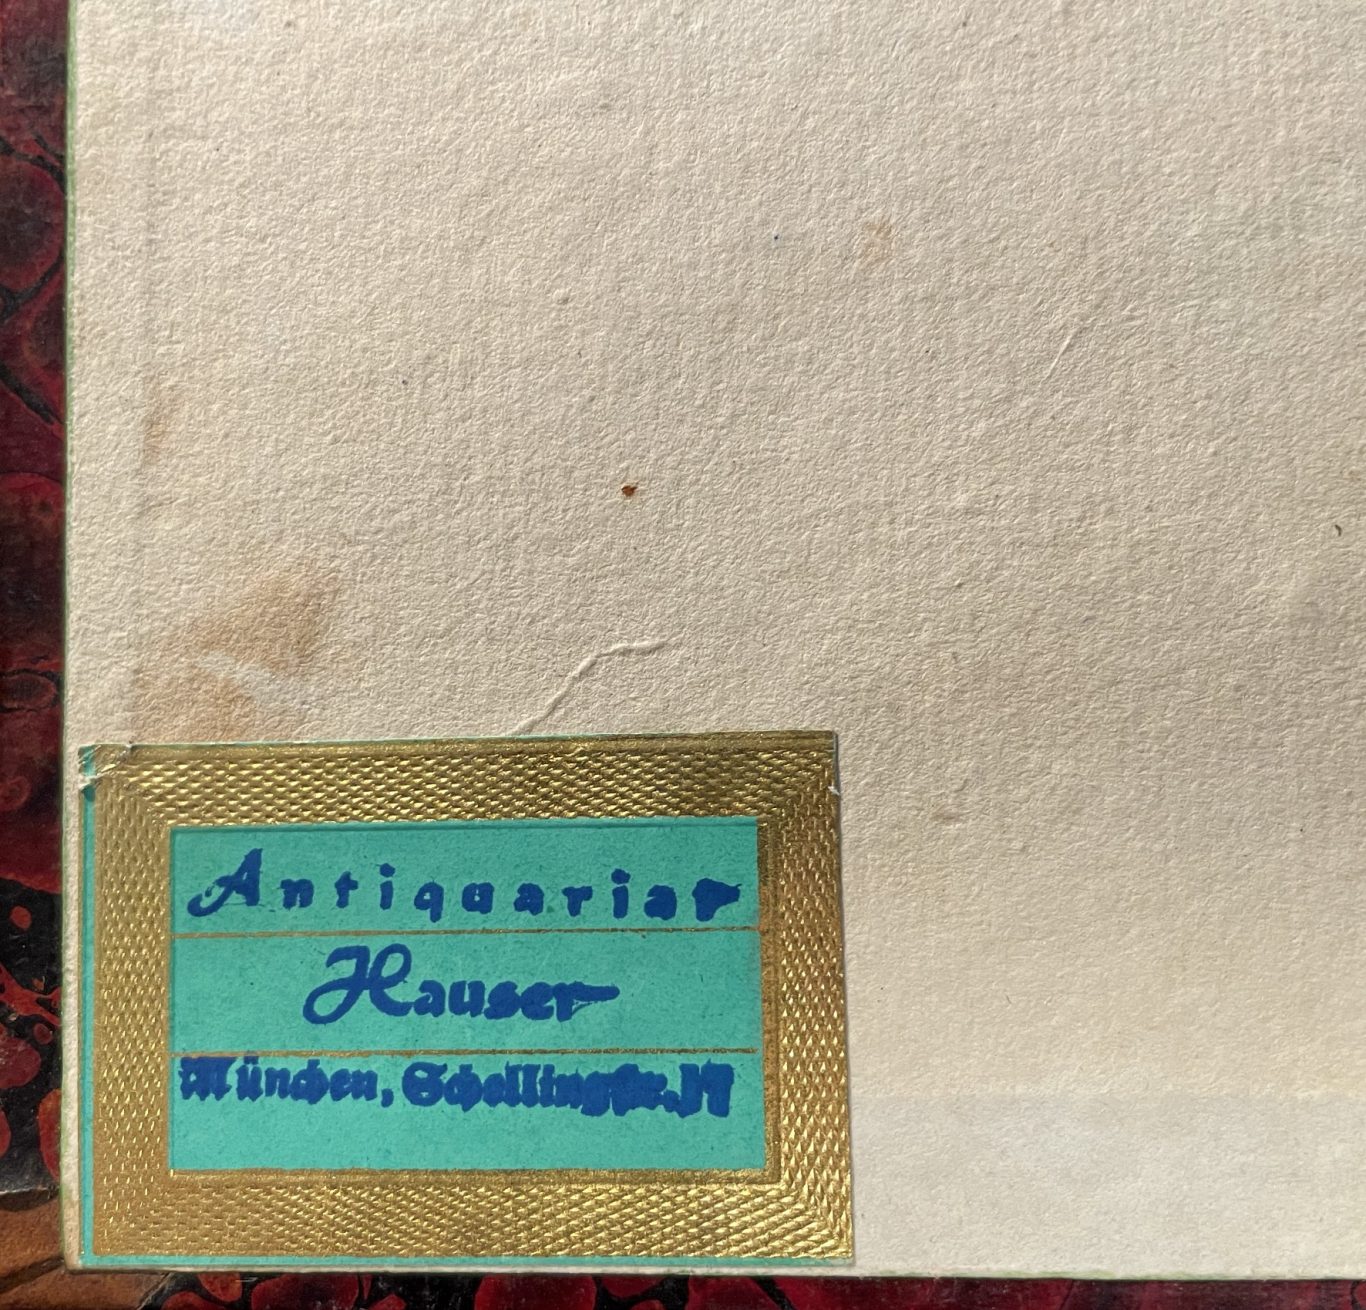 Antiquariat
Hauser
München, Schellingstr. 17